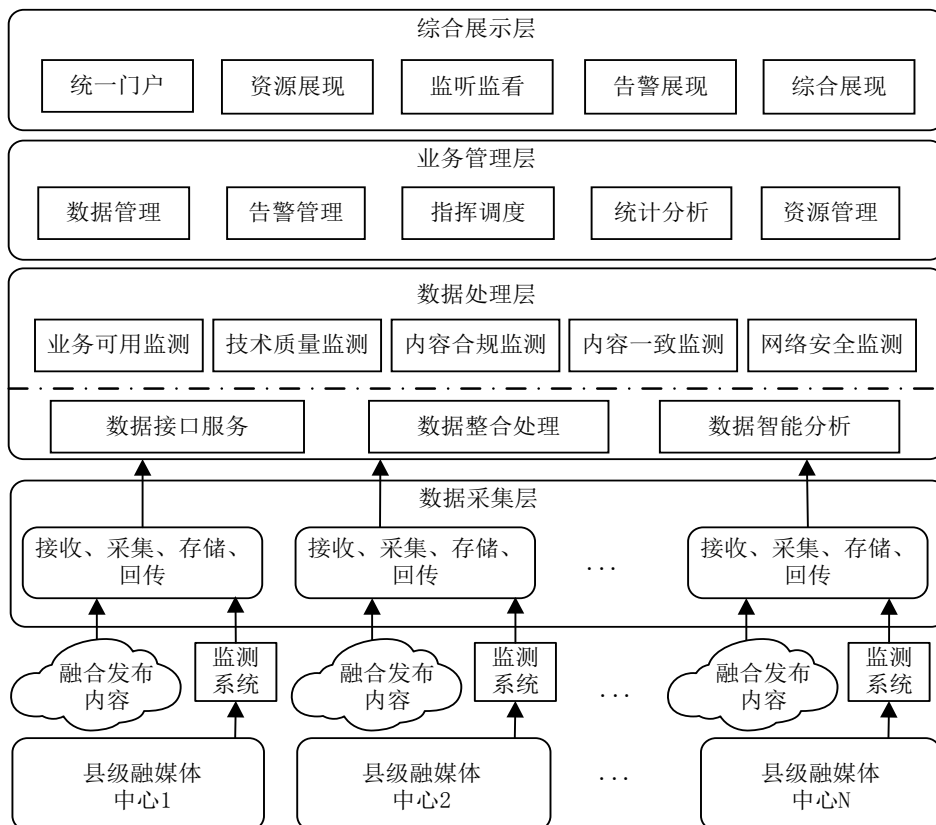 综合展示层
统一门户
资源展现
监听监看
告警展现
综合展现
业务管理层
数据管理
告警管理
指挥调度
统计分析
资源管理
数据处理层
业务可用监测
技术质量监测
内容合规监测
内容一致监测
网络安全监测
数据接口服务
数据整合处理
数据智能分析
数据采集层
接收、采集、存储、
回传
接收、采集、存储、
回传
...
接收、采集、存储、
回传
融合发布
内容
监测
系统
融合发布
内容
监测
系统
...
融合发布
内容
监测
系统
县级融媒体
中心1
县级融媒体
中心2
...
县级融媒体
中心N